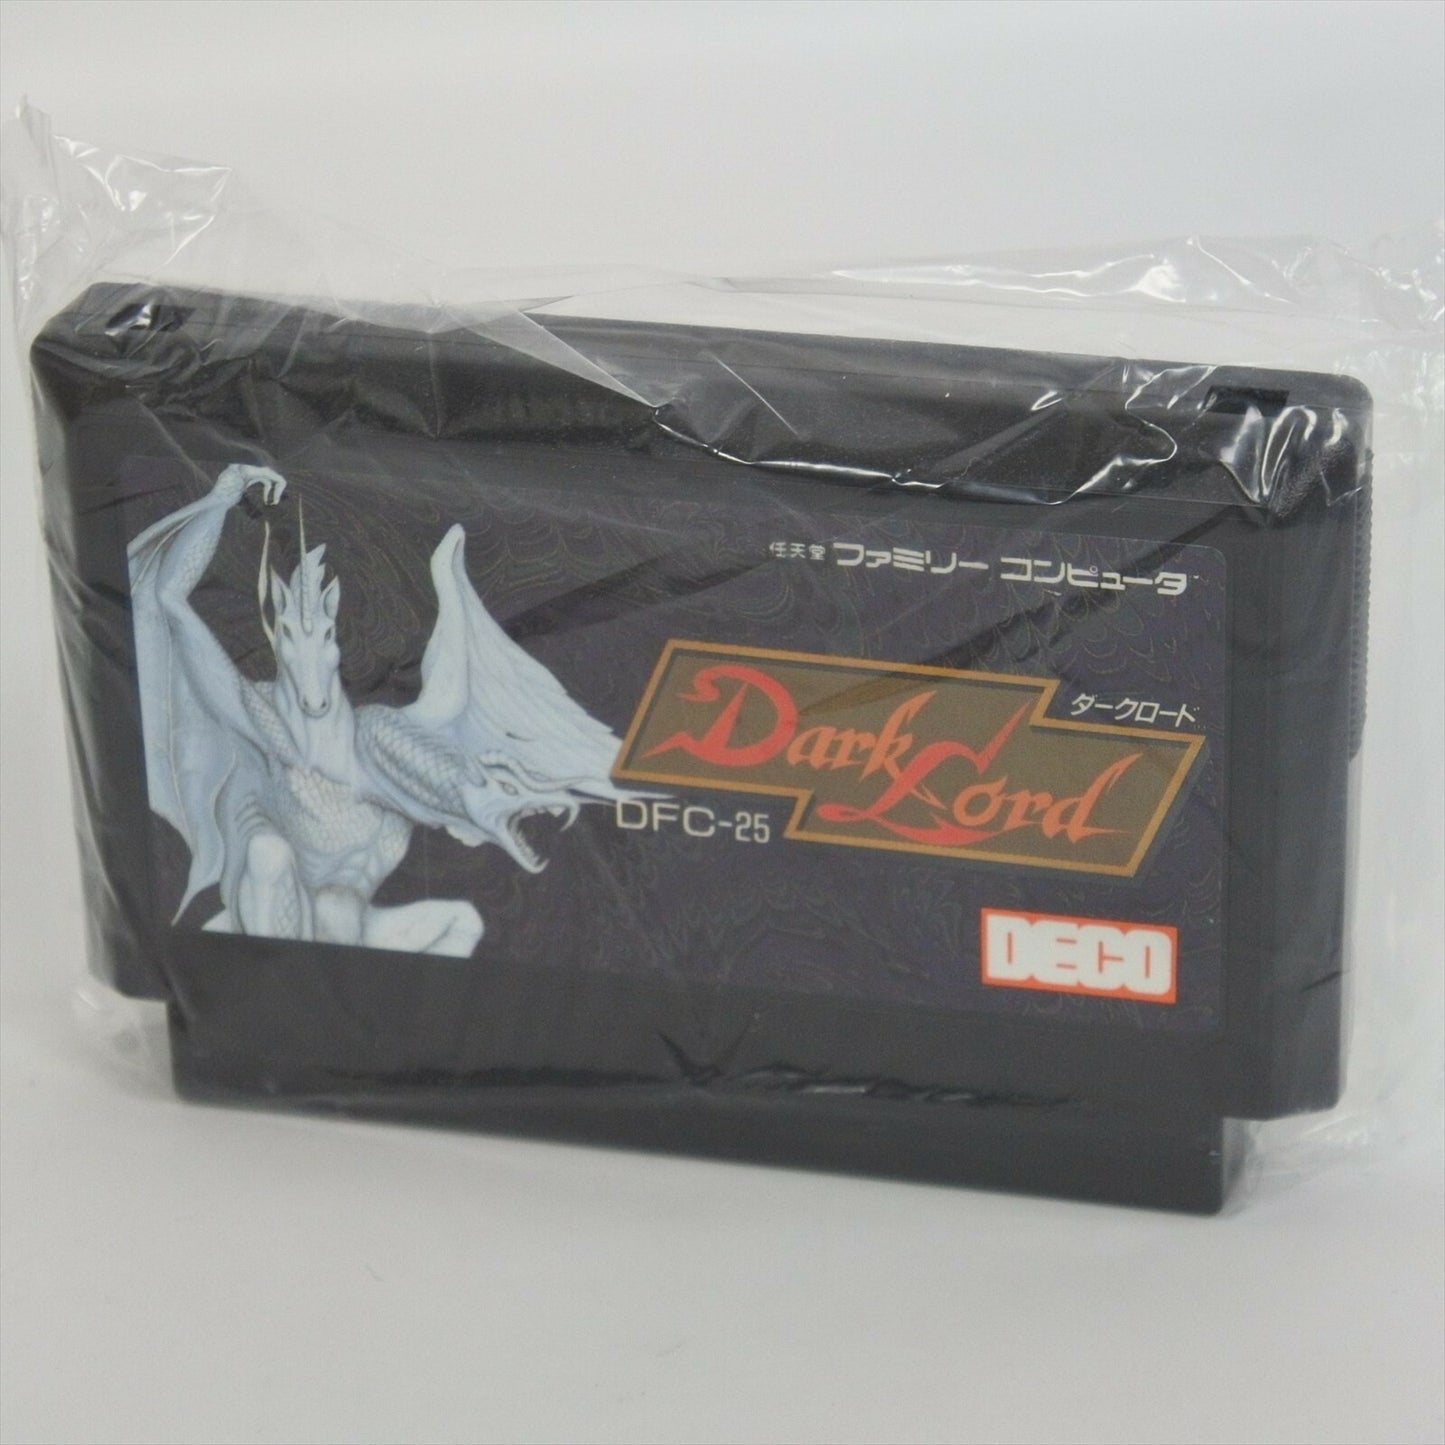 任天堂 ファミリー コンピュータ
ダークロード
Dark Lord
DFC-25
DECO